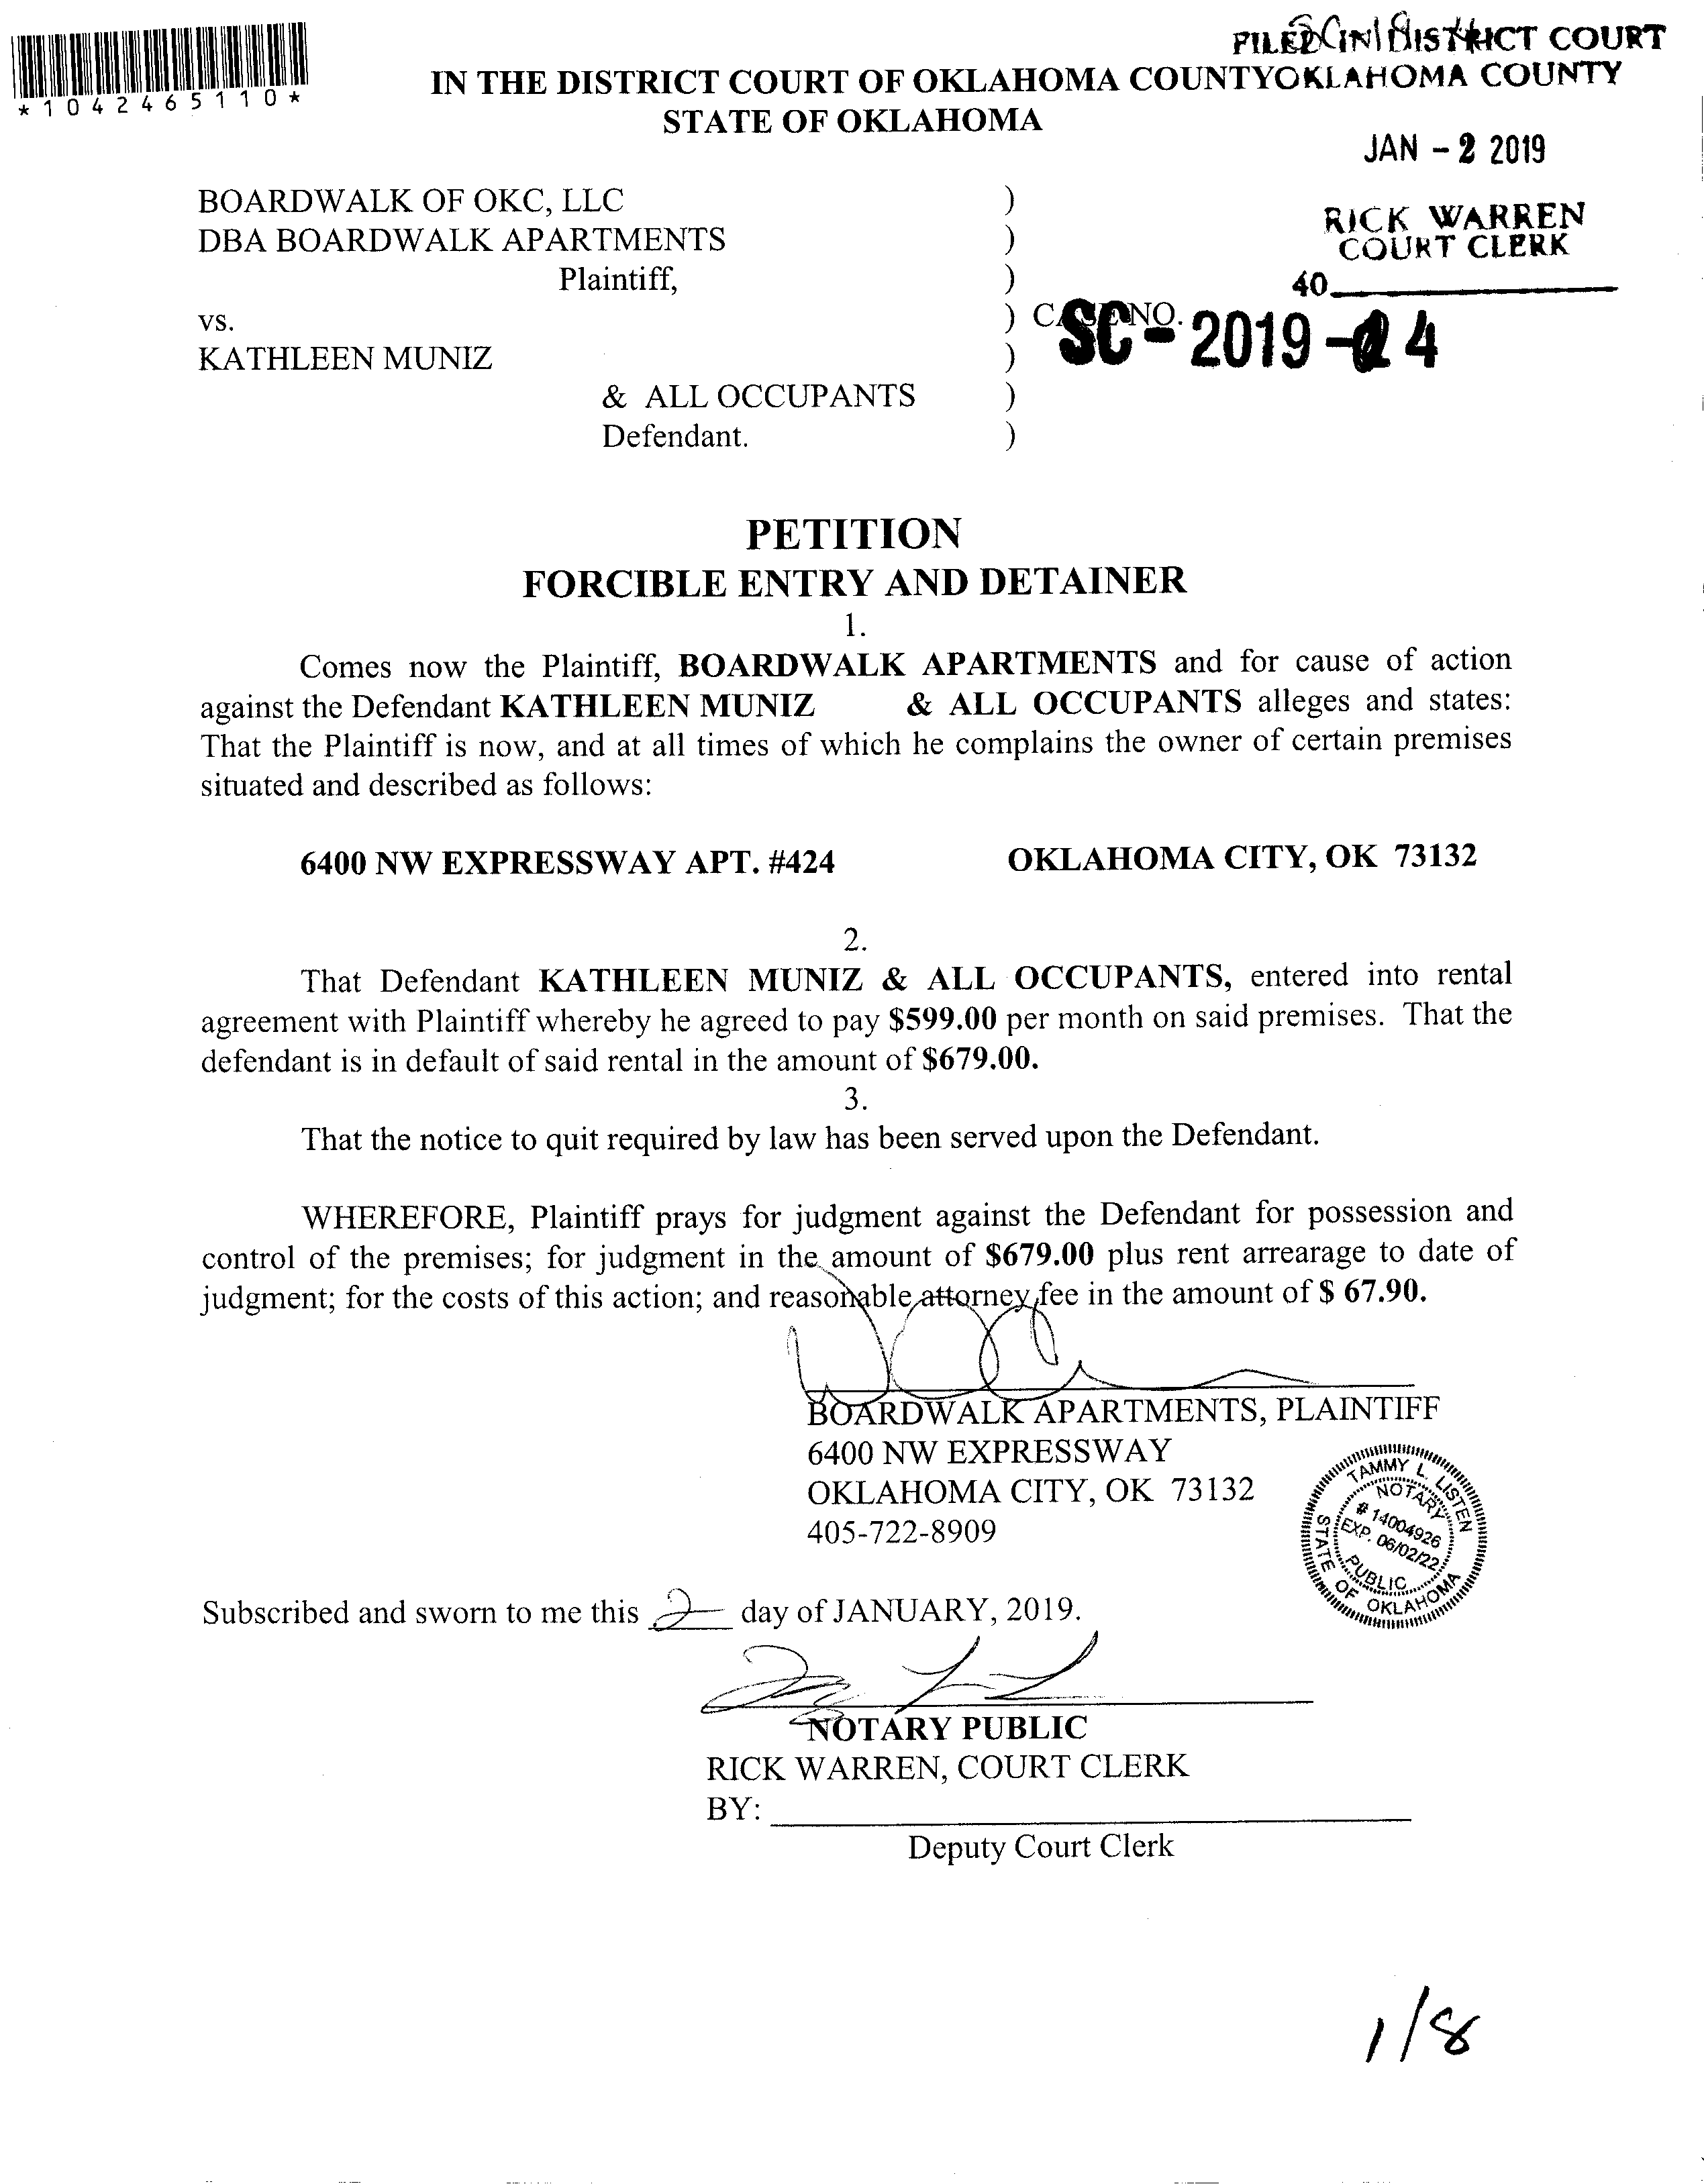 *1042465110*
FILED IN DISTRICT COURT
OKLAHOMA COUNTY
IN THE DISTRICT COURT OF OKLAHOMA COUNTY
STATE OF OKLAHOMA
JAN - 2 2019
RICK WARREN
COURT CLERK
40
BOARDWALK OF OKC, LLC )
DBA BOARDWALK APARTMENTS )
Plaintiff, )
vs. ) CASE NO.
SC - 2019 - 24
KATHLEEN MUNIZ )
& ALL OCCUPANTS )
Defendant. )
PETITION
FORCIBLE ENTRY AND DETAINER
1.
Comes now the Plaintiff, BOARDWALK APARTMENTS and for cause of action
against the Defendant KATHLEEN MUNIZ & ALL OCCUPANTS alleges and states:
That the Plaintiff is now, and at all times of which he complains the owner of certain premises
situated and described as follows:
6400 NW EXPRESSWAY APT. #424 OKLAHOMA CITY, OK 73132
2.
That Defendant KATHLEEN MUNIZ & ALL OCCUPANTS, entered into rental
agreement with Plaintiff whereby he agreed to pay $599.00 per month on said premises. That the
defendant is in default of said rental in the amount of $679.00.
3.
That the notice to quit required by law has been served upon the Defendant.
WHEREFORE, Plaintiff prays for judgment against the Defendant for possession and
control of the premises; for judgment in the amount of $679.00 plus rent arrearage to date of
judgment; for the costs of this action; and reasonable attorney fee in the amount of $ 67.90.
BOARDWALK APARTMENTS, PLAINTIFF
6400 NW EXPRESSWAY
OKLAHOMA CITY, OK 73132
405-722-8909
TAMMY L. LISTEN
NOTARY
# 14004926
EXP. 06/02/22
PUBLIC
STATE OF OKLAHOMA
Subscribed and sworn to me this 2 day of JANUARY, 2019.
NOTARY PUBLIC
RICK WARREN, COURT CLERK
BY:
Deputy Court Clerk
1/8